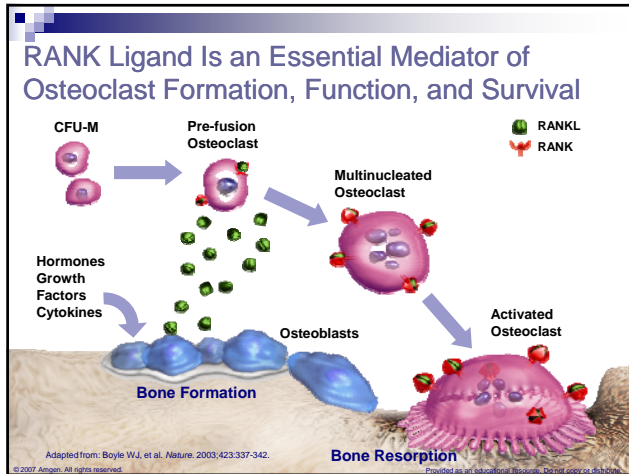 RANK Ligand Is an Essential Mediator of
Osteoclast Formation, Function, and Survival
CFU-M
Pre-fusion
Osteoclast
RANKL
RANK
Multinucleated
Osteoclast
Hormones
Growth
Factors
Cytokines
Osteoblasts
Activated
Osteoclast
Bone Formation
Adapted from: Boyle WJ, et al. Nature. 2003;423:337-342.
Bone Resorption
© 2007 Amgen. All rights reserved.
Provided as an educational resource. Do not copy or distribute.